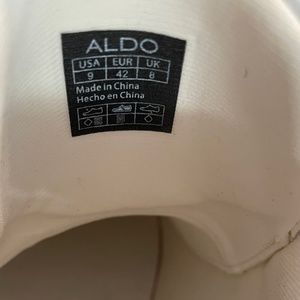 ALDO
USA EUR UK
9 42 8
Made in China
Hecho en China